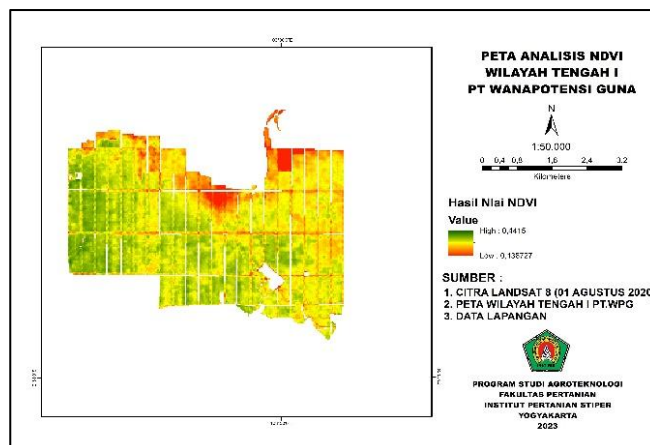 PETA ANALISIS NDVI
WILAYAH TENGAH I
PT WANAPOTENSI GUNA
N
1:50.000
0 0,4 0,8 1,6 2,4 3,2
Kilometers
Hasil NIai NDVI
Value
High : 0,4415
Low : 0,138727
SUMBER :
1. CITRA LANDSAT 8 (01 AGUSTUS 2020
2. PETA WILAYAH TENGAH I PT.WPG
3. DATA LAPANGAN
PROGRAM STUDI AGROTEKNOLOGI
FAKULTAS PERTANIAN
INSTITUT PERTANIAN STIPER
YOGYAKARTA
2023